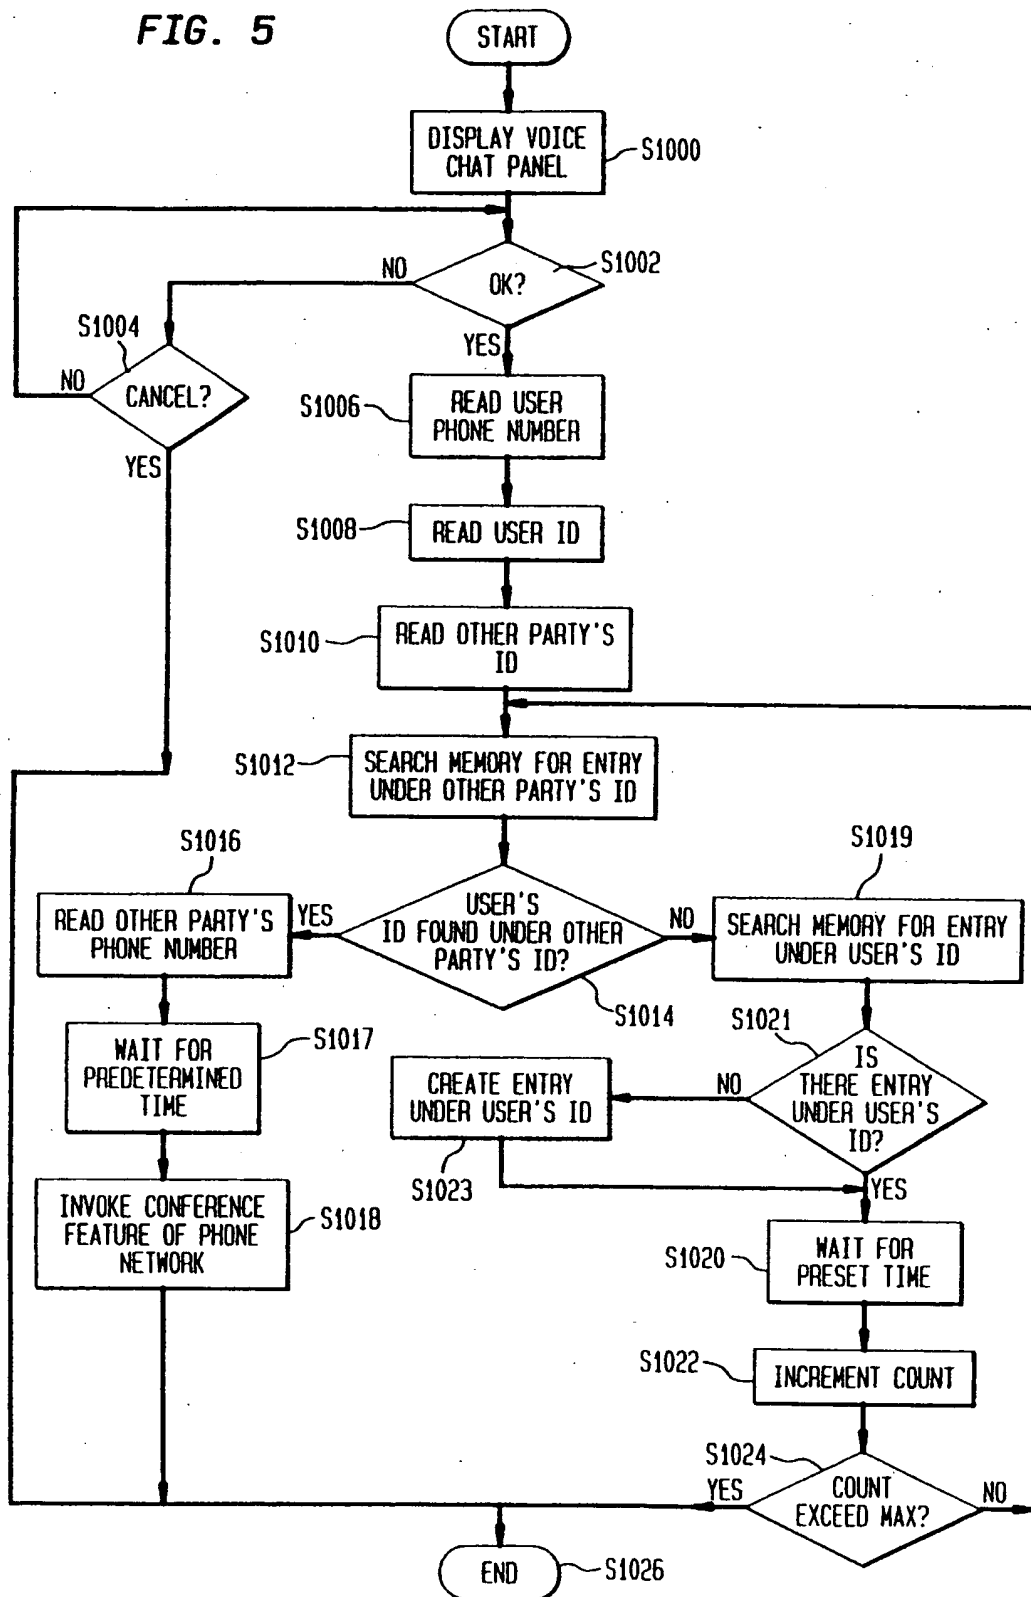 FIG. 5
START
DISPLAY VOICE
CHAT PANEL
S1000
OK?
S1002
NO
YES
S1004
CANCEL?
NO
YES
S1006
READ USER
PHONE NUMBER
S1008
READ USER ID
S1010
READ OTHER PARTY'S
ID
S1012
SEARCH MEMORY FOR ENTRY
UNDER OTHER PARTY'S ID
USER'S
ID FOUND UNDER OTHER
PARTY'S ID?
S1014
YES
NO
S1016
READ OTHER PARTY'S
PHONE NUMBER
WAIT FOR
PREDETERMINED
TIME
S1017
INVOKE CONFERENCE
FEATURE OF PHONE
NETWORK
S1018
S1019
SEARCH MEMORY FOR ENTRY
UNDER USER'S ID
S1021
IS
THERE ENTRY
UNDER USER'S
ID?
NO
YES
CREATE ENTRY
UNDER USER'S ID
S1023
S1020
WAIT FOR
PRESET TIME
S1022
INCREMENT COUNT
S1024
COUNT
EXCEED MAX?
YES
NO
END
S1026